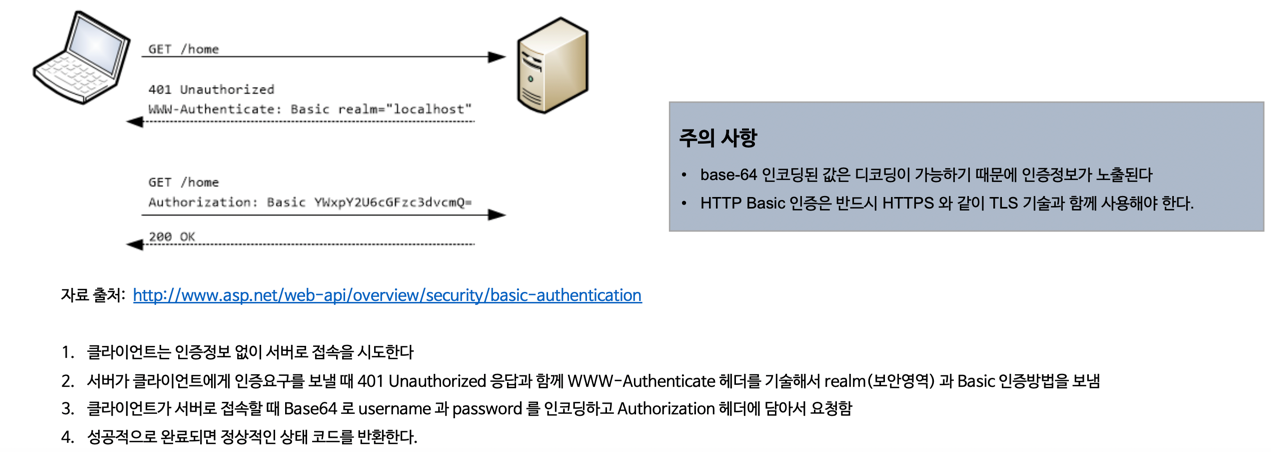 GET /home
401 Unauthorized
WWW-Authenticate: Basic realm="localhost"
GET /home
Authorization: Basic YWxpY2U6cGFzc3dvcmQ=
200 OK
주의 사항
• base-64 인코딩된 값은 디코딩이 가능하기 때문에 인증정보가 노출된다
• HTTP Basic 인증은 반드시 HTTPS 와 같이 TLS 기술과 함께 사용해야 한다.
자료 출처: http://www.asp.net/web-api/overview/security/basic-authentication
1. 클라이언트는 인증정보 없이 서버로 접속을 시도한다
2. 서버가 클라이언트에게 인증요구를 보낼 때 401 Unauthorized 응답과 함께 WWW-Authenticate 헤더를 기술해서 realm(보안영역) 과 Basic 인증방법을 보냄
3. 클라이언트가 서버로 접속할 때 Base64 로 username 과 password 를 인코딩하고 Authorization 헤더에 담아서 요청함
4. 성공적으로 완료되면 정상적인 상태 코드를 반환한다.